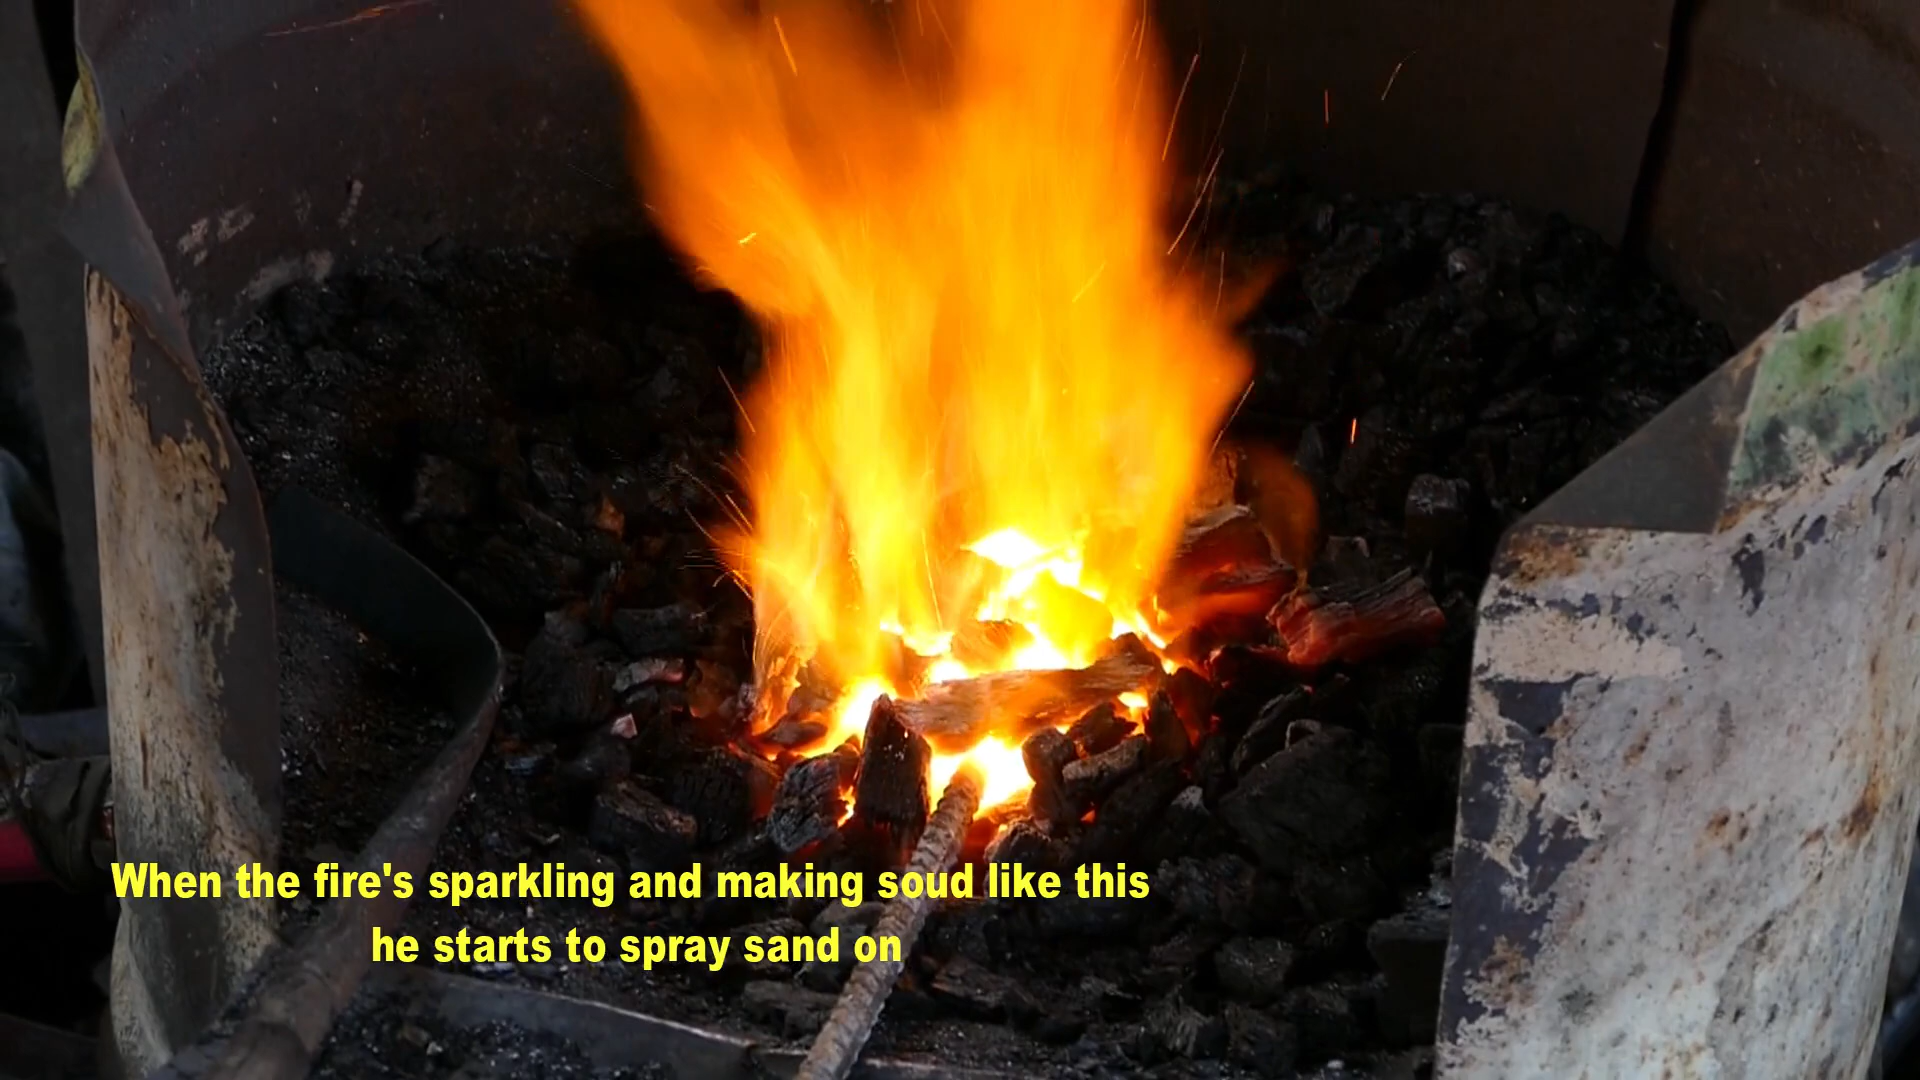 When the fire's sparkling and making soud like this
he starts to spray sand on